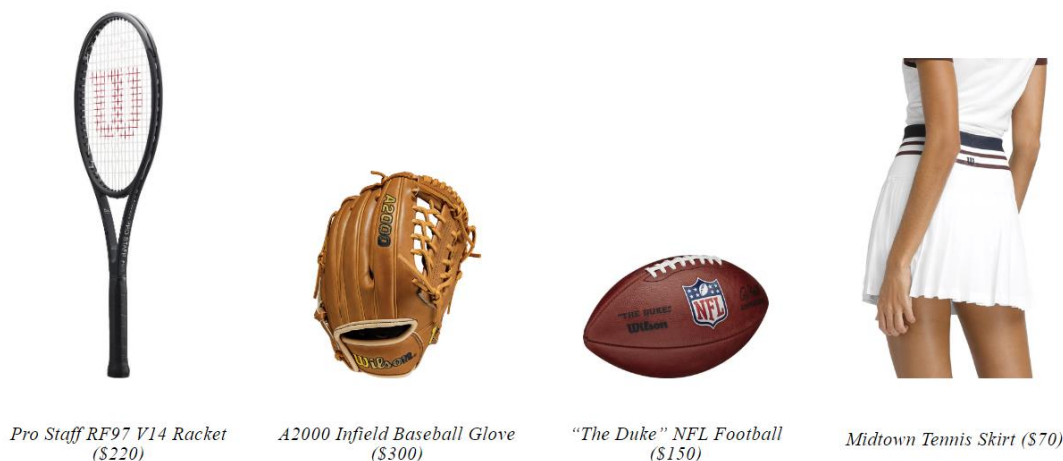 A2000
Wilson
"THE DUKE"
Wilson
NFL
Pro Staff RF97 V14 Racket
($220)
A2000 Infield Baseball Glove
($300)
“The Duke” NFL Football
($150)
Midtown Tennis Skirt ($70)